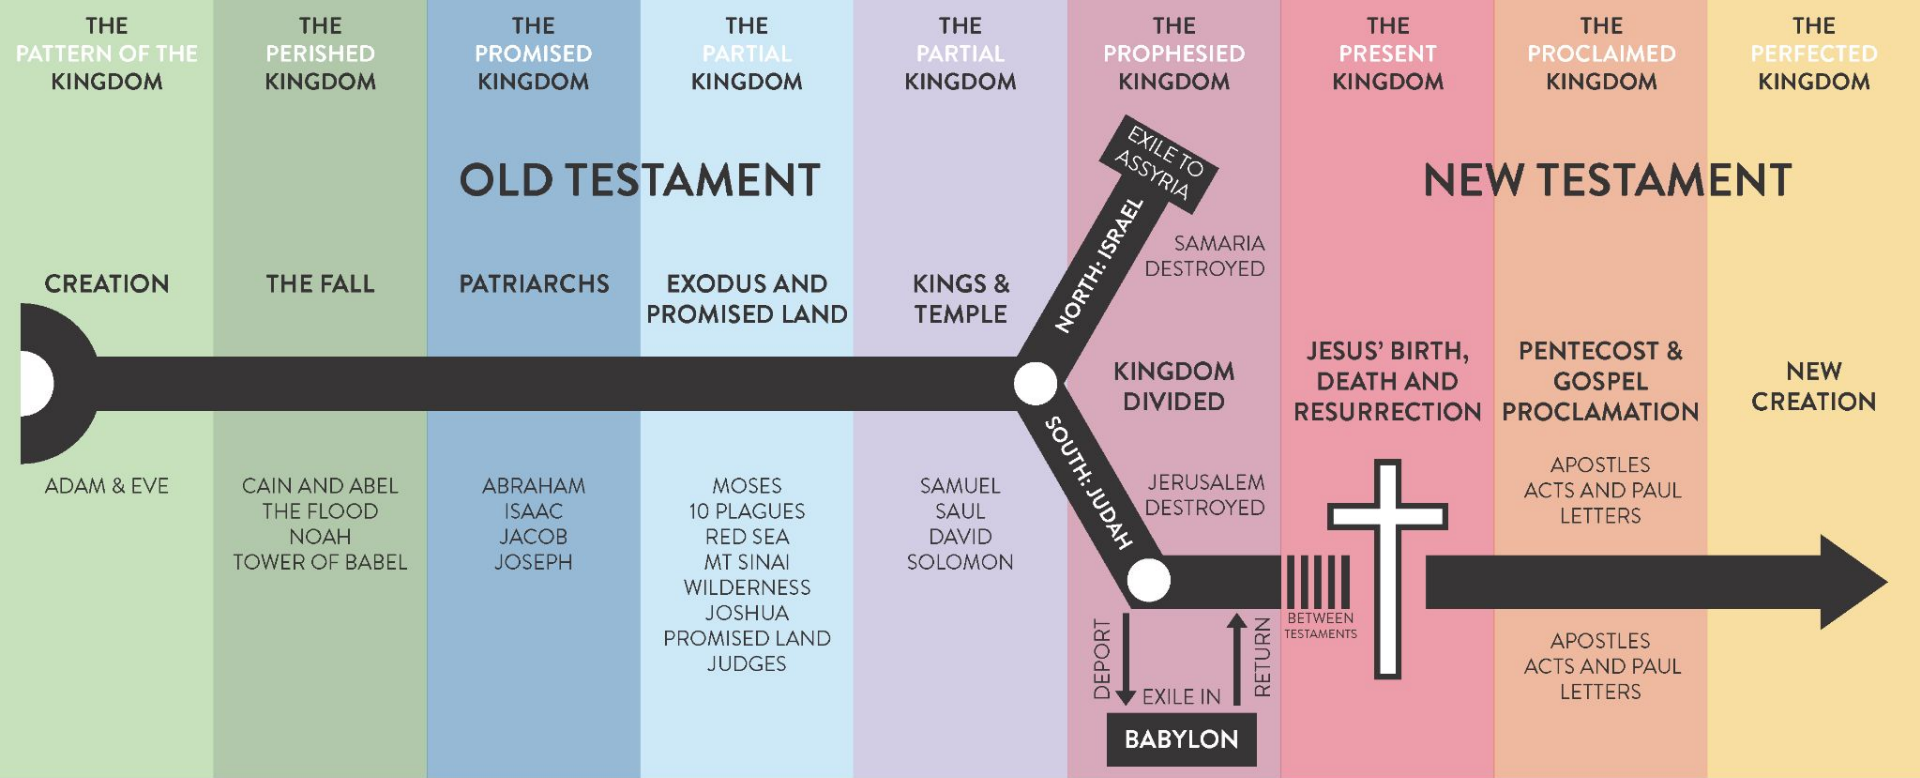 THE
PATTERN OF THE
KINGDOM
THE
PERISHED
KINGDOM
THE
PROMISED
KINGDOM
THE
PARTIAL
KINGDOM
THE
PARTIAL
KINGDOM
THE
PROPHESIED
KINGDOM
THE
PRESENT
KINGDOM
THE
PROCLAIMED
KINGDOM
THE
PERFECTED
KINGDOM
OLD TESTAMENT
NEW TESTAMENT
CREATION
ADAM & EVE
THE FALL
CAIN AND ABEL
THE FLOOD
NOAH
TOWER OF BABEL
PATRIARCHS
ABRAHAM
ISAAC
JACOB
JOSEPH
EXODUS AND
PROMISED LAND
MOSES
10 PLAGUES
RED SEA
MT SINAI
WILDERNESS
JOSHUA
PROMISED LAND
JUDGES
KINGS &
TEMPLE
SAMUEL
SAUL
DAVID
SOLOMON
EXILE TO
ASSYRIA
NORTH: ISRAEL
SAMARIA
DESTROYED
KINGDOM
DIVIDED
SOUTH: JUDAH
JERUSALEM
DESTROYED
DEPORT
EXILE IN
RETURN
BABYLON
JESUS' BIRTH,
DEATH AND
RESURRECTION
BETWEEN
TESTAMENTS
PENTECOST &
GOSPEL
PROCLAMATION
APOSTLES
ACTS AND PAUL
LETTERS
APOSTLES
ACTS AND PAUL
LETTERS
NEW
CREATION